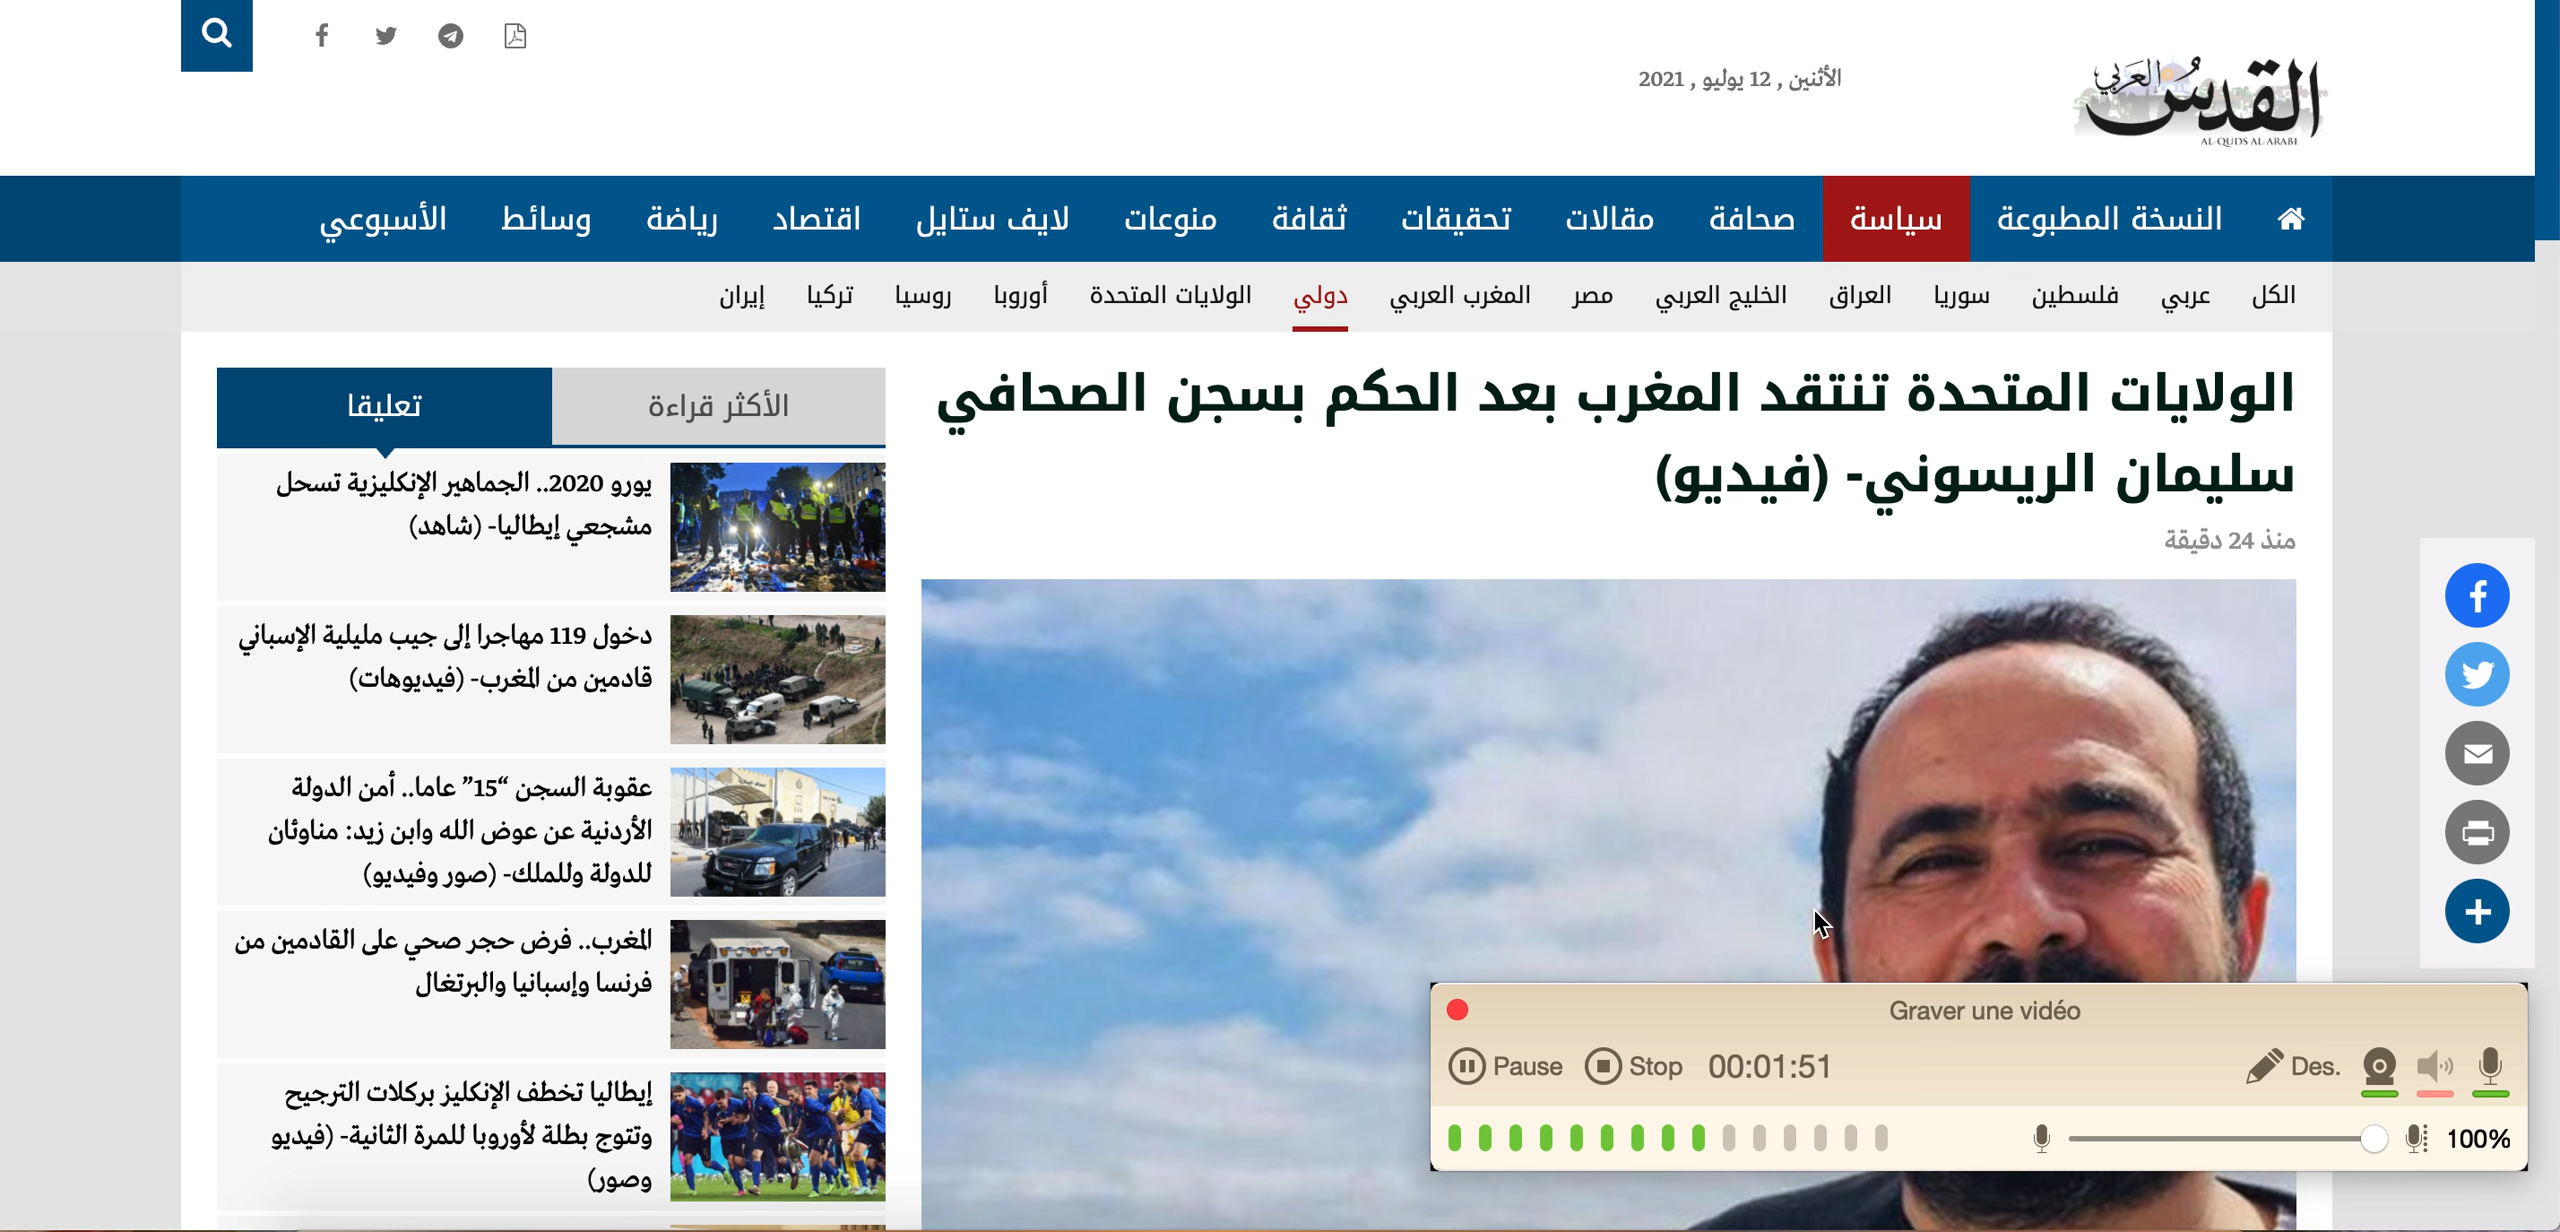 القدس العربي
AL-QUDS AL-ARABI
الأثنين , 12 يوليو , 2021
النسخة المطبوعة
سياسة
صحافة
مقالات
تحقيقات
ثقافة
منوعات
لايف ستايل
اقتصاد
رياضة
وسائط
الأسبوعي
الكل
عربي
فلسطين
سوريا
العراق
الخليج العربي
مصر
المغرب العربي
دولي
الولايات المتحدة
أوروبا
روسيا
تركيا
إيران
الولايات المتحدة تنتقد المغرب بعد الحكم بسجن الصحافي
سليمان الريسوني- (فيديو)
منذ 24 دقيقة
الأكثر قراءة
تعليقا
يورو 2020.. الجماهير الإنكليزية تسحل
مشجعي إيطاليا- (شاهد)
دخول 119 مهاجرا إلى جيب مليلية الإسباني
قادمين من المغرب- (فيديوهات)
عقوبة السجن “15” عاما.. أمن الدولة
الأردنية عن عوض الله وابن زيد: مناوئان
للدولة وللملك- (صور وفيديو)
المغرب.. فرض حجر صحي على القادمين من
فرنسا وإسبانيا والبرتغال
إيطاليا تخطف الإنكليز بركلات الترجيح
وتتوج بطلة لأوروبا للمرة الثانية- (فيديو
وصور)
Graver une vidéo
Pause
Stop
00:01:51
Des.
100%